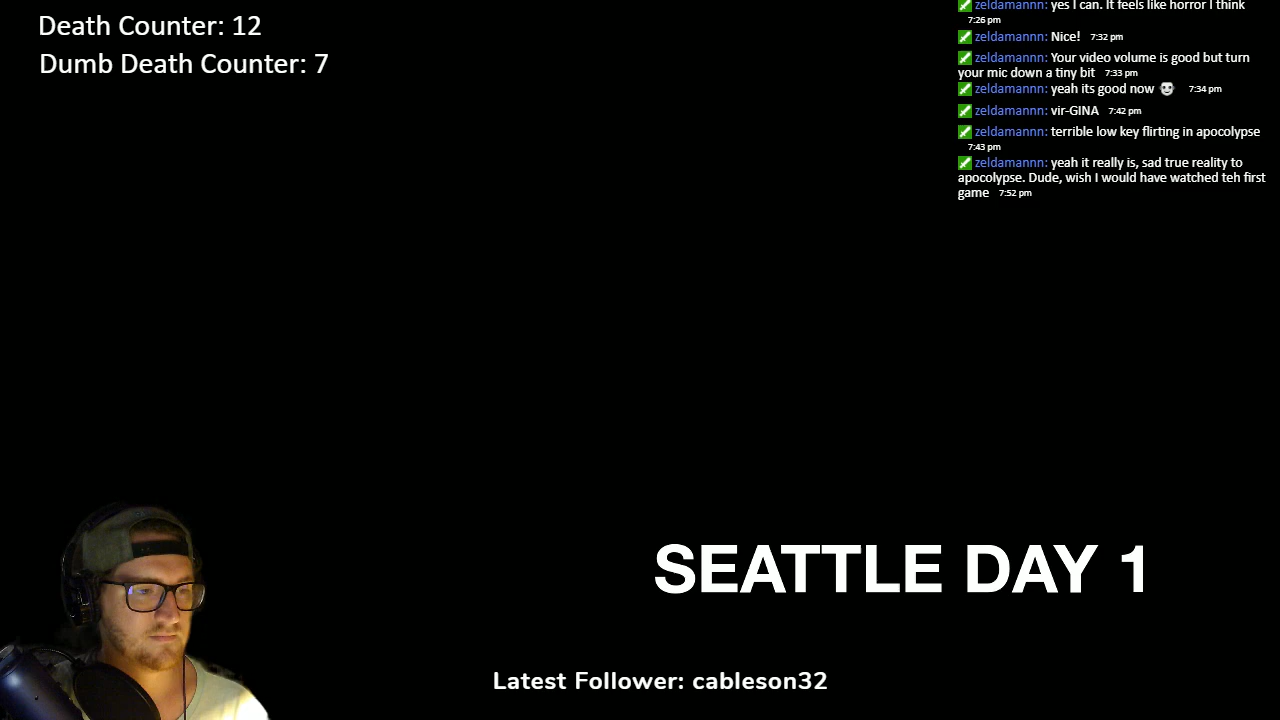 Death Counter: 12
Dumb Death Counter: 7
zeldamannn: yes I can. It feels like horror I think
7:26 pm
zeldamannn: Nice! 7:32 pm
zeldamannn: Your video volume is good but turn
your mic down a tiny bit 7:33 pm
zeldamannn: yeah its good now 7:34 pm
zeldamannn: vir-GINA 7:42 pm
zeldamannn: terrible low key flirting in apocolypse
7:43 pm
zeldamannn: yeah it really is, sad true reality to
apocolypse. Dude, wish I would have watched teh first
game 7:52 pm
SEATTLE DAY 1
Latest Follower: cableson32